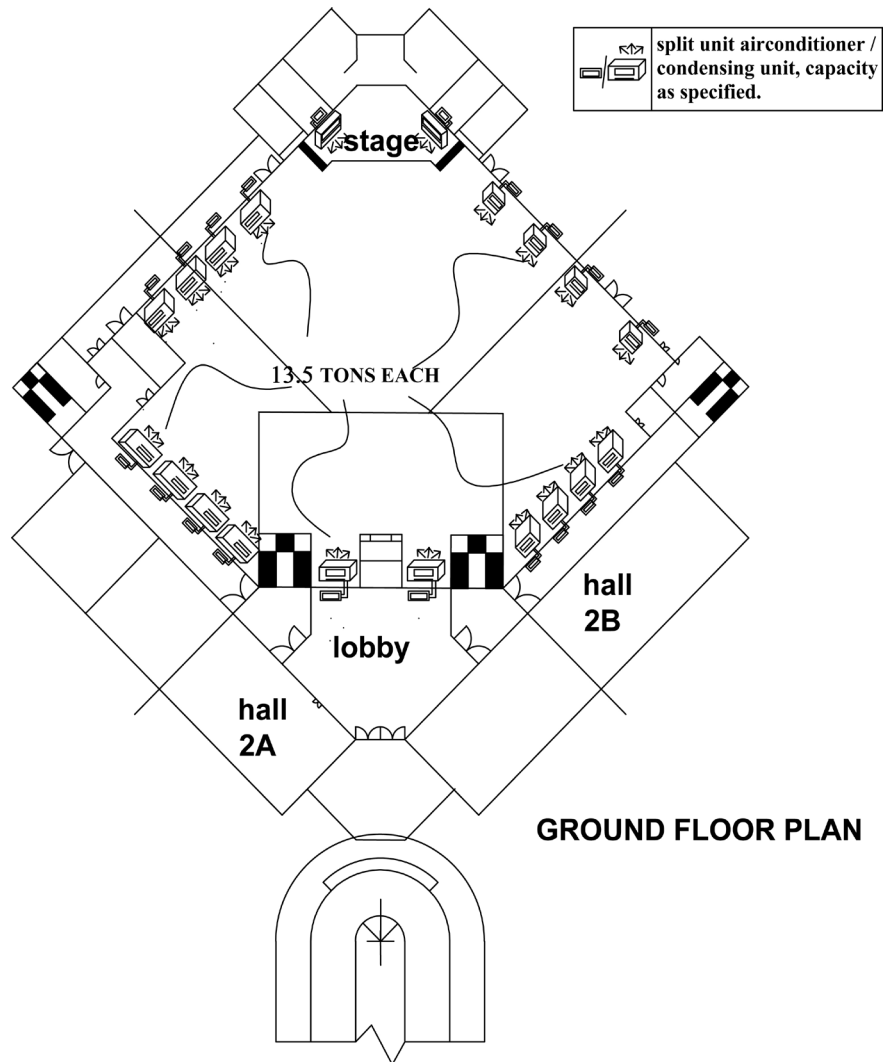 split unit airconditioner /
condensing unit, capacity
as specified.
stage
13.5 TONS EACH
hall
2B
lobby
hall
2A
GROUND FLOOR PLAN